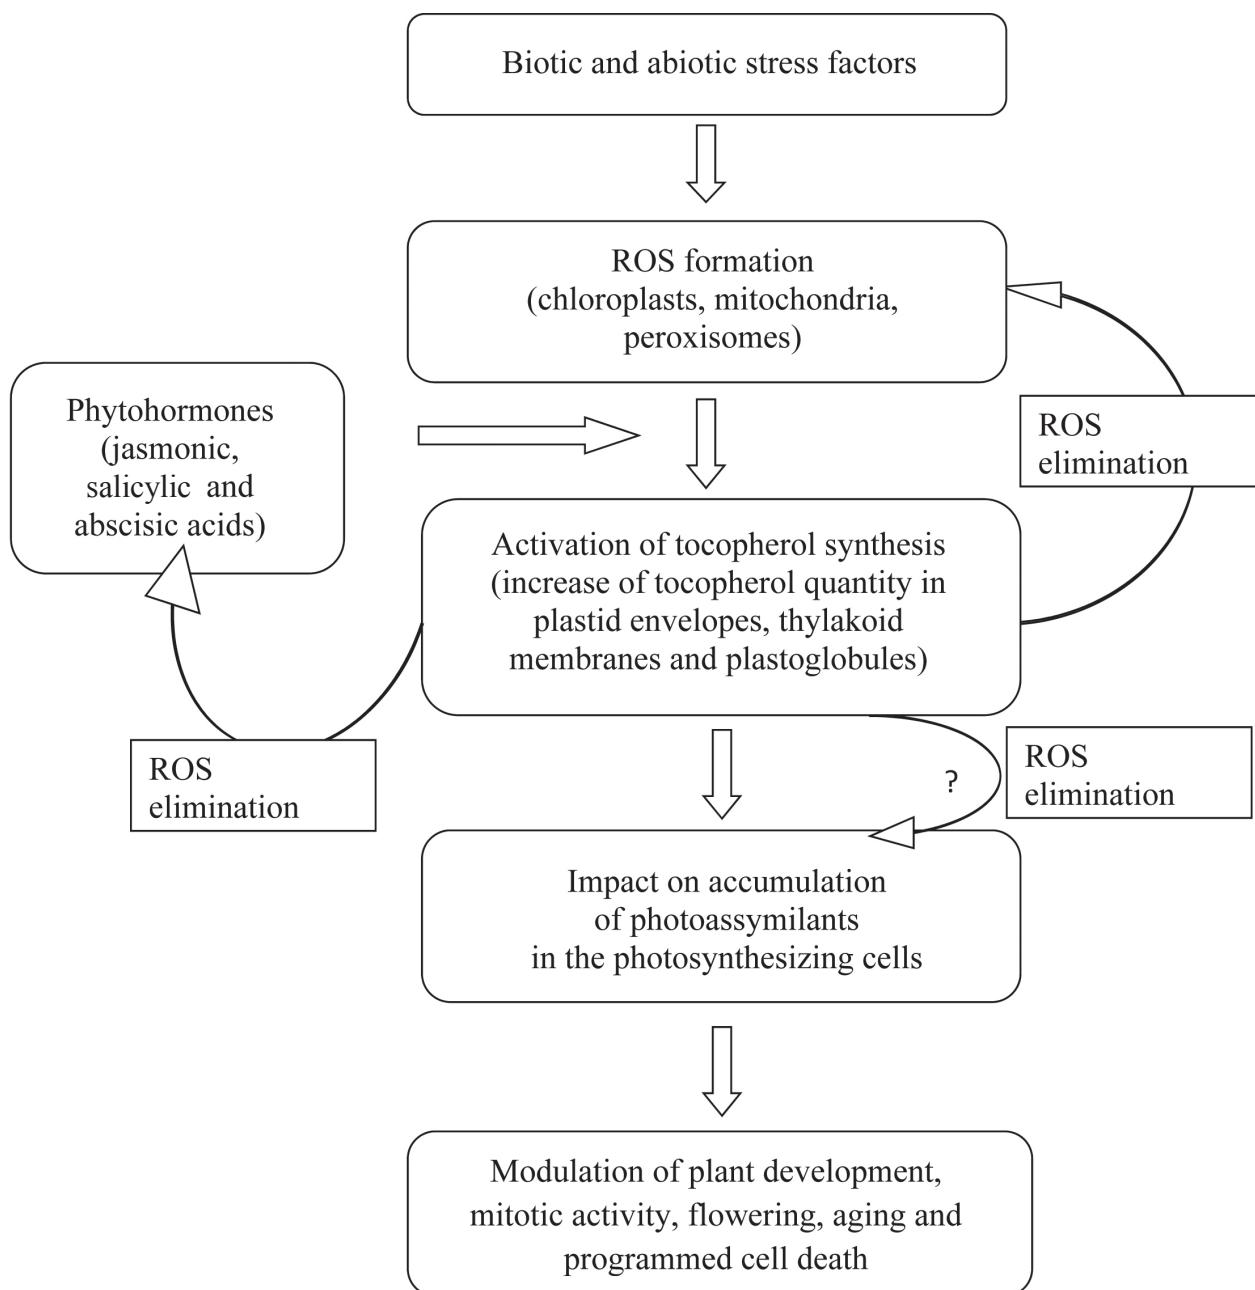 Biotic and abiotic stress factors
ROS formation
(chloroplasts, mitochondria,
peroxisomes)
Phytohormones
(jasmonic,
salicylic and
abscisic acids)
ROS
elimination
Activation of tocopherol synthesis
(increase of tocopherol quantity in
plastid envelopes, thylakoid
membranes and plastoglobules)
ROS
elimination
?
ROS
elimination
Impact on accumulation
of photoassymilants
in the photosynthesizing cells
Modulation of plant development,
mitotic activity, flowering, aging and
programmed cell death